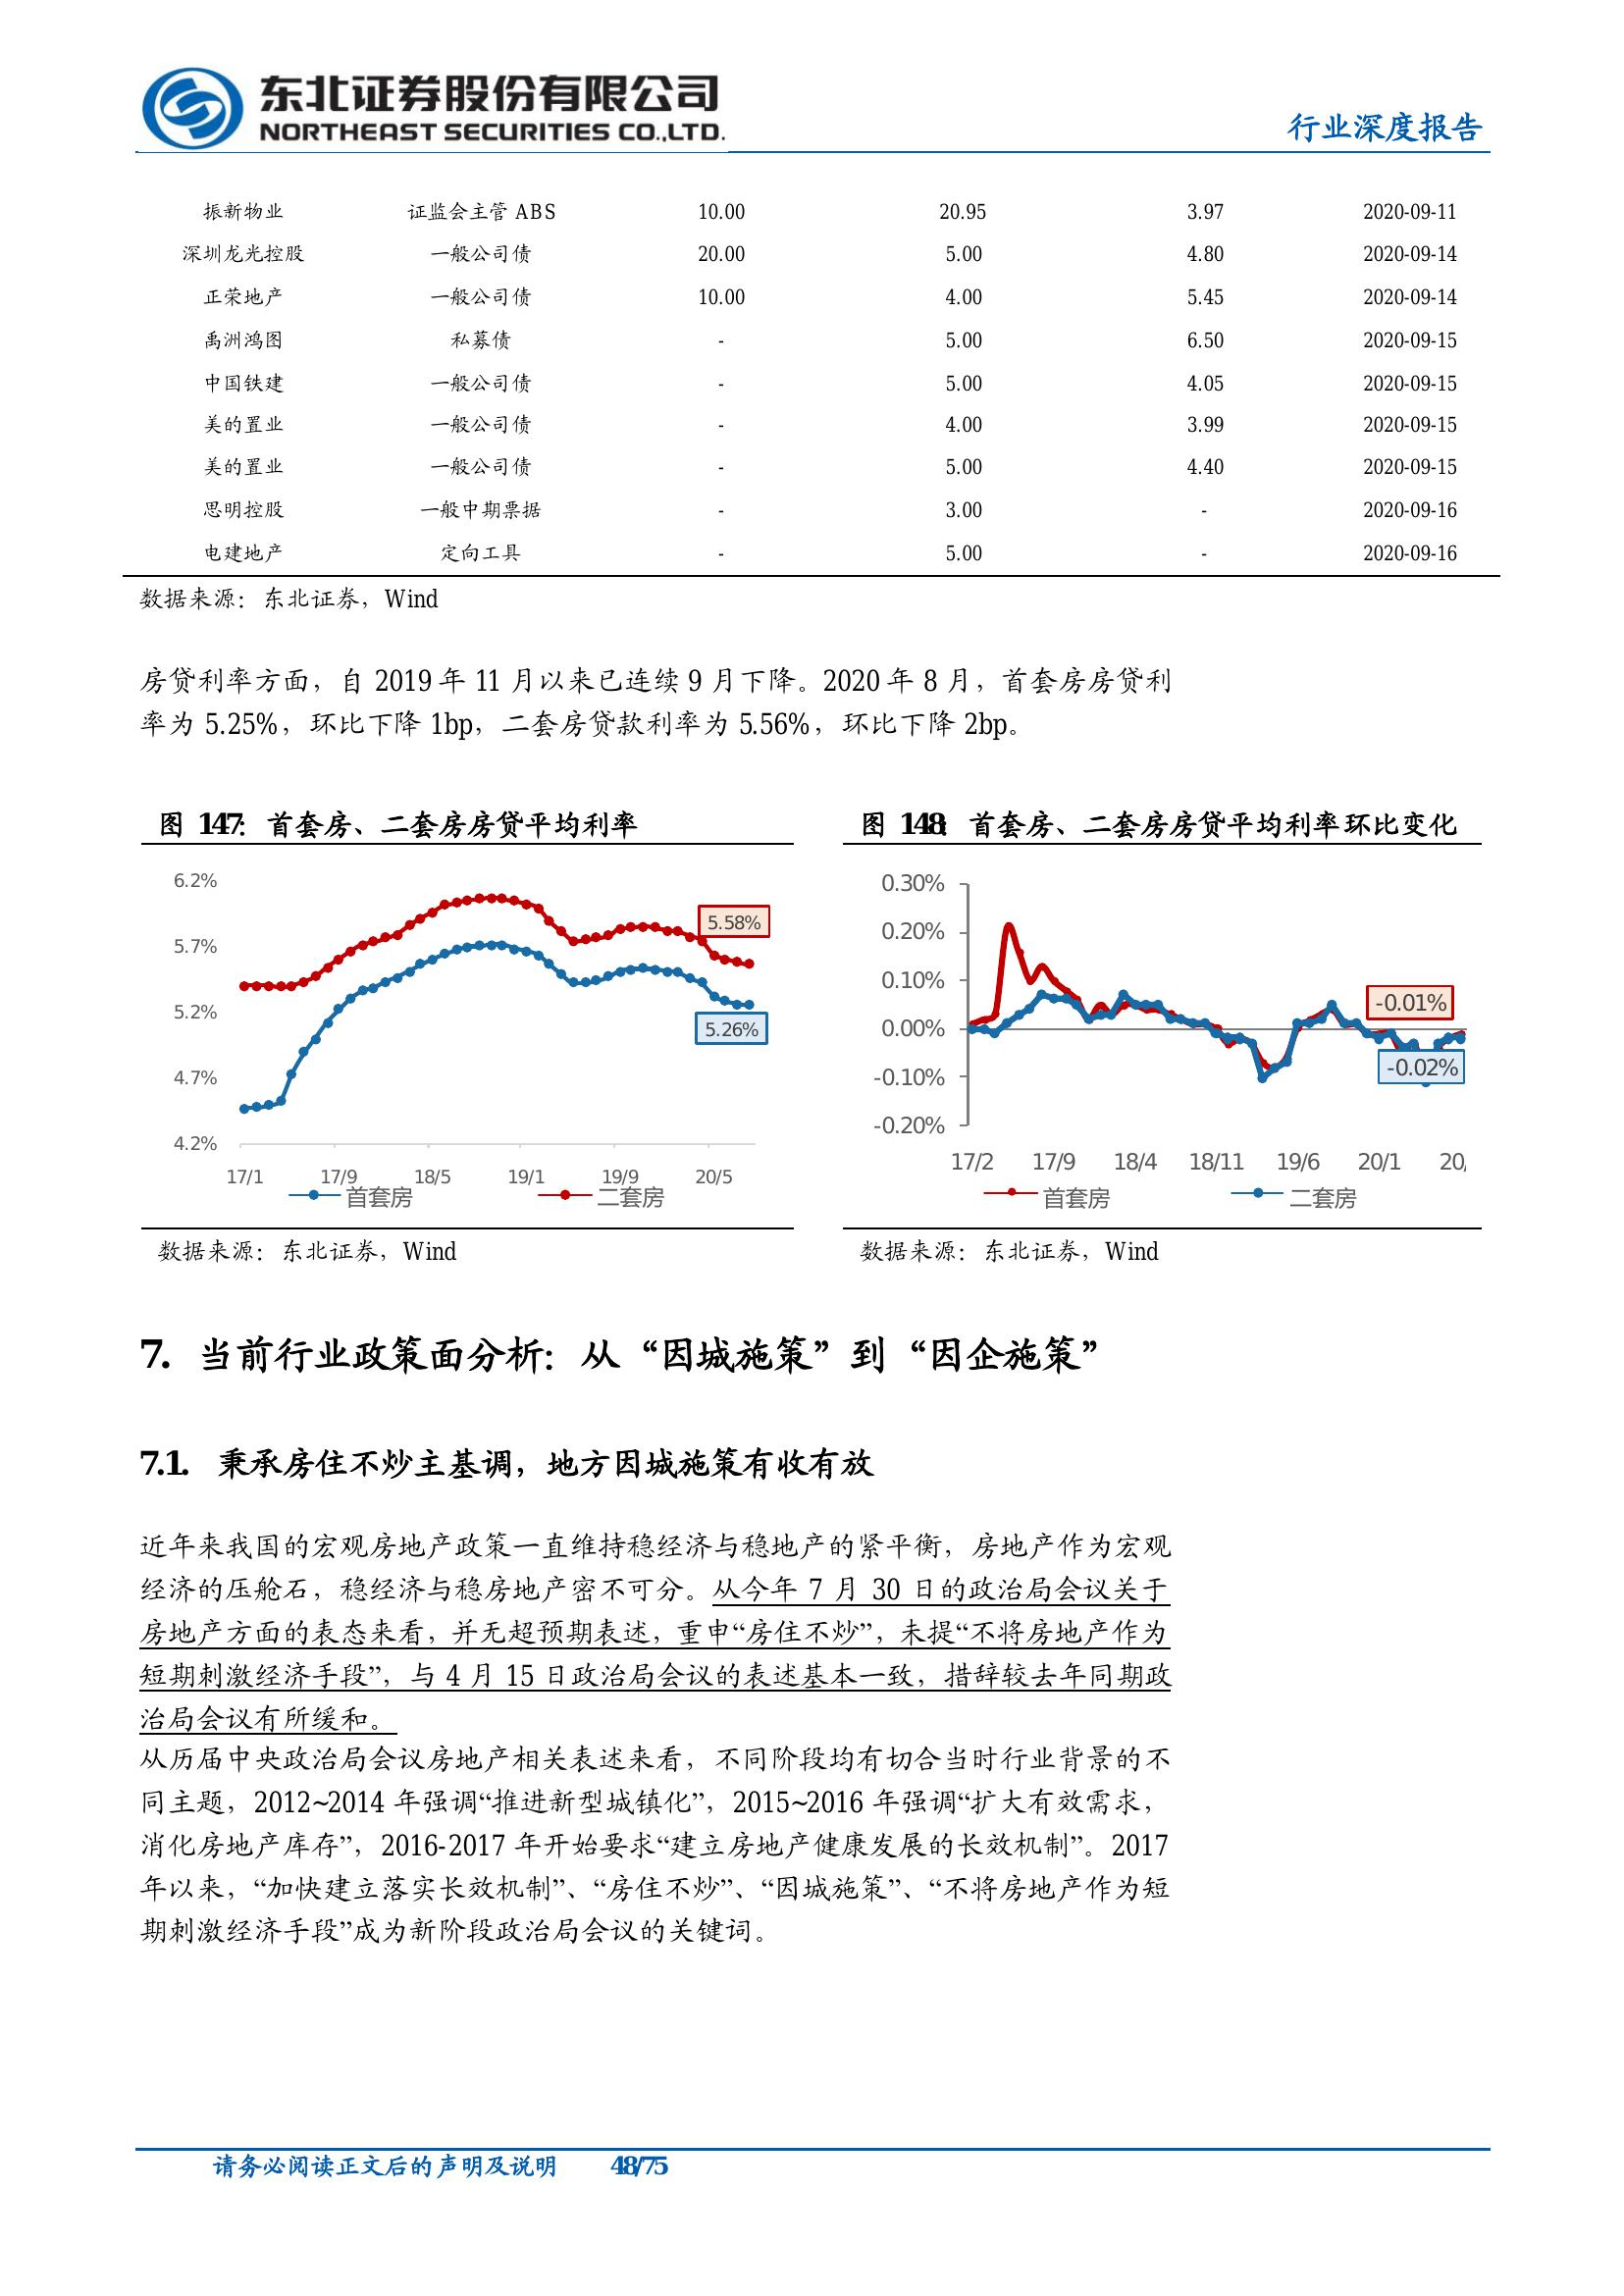 东北证券股份有限公司
NORTHEAST SECURITIES CO.,LTD.
行业深度报告
振新物业 证监会主管 ABS 10.00 20.95 3.97 2020-09-11
深圳龙光控股 一般公司债 20.00 5.00 4.80 2020-09-14
正荣地产 一般公司债 10.00 4.00 5.45 2020-09-14
禹洲鸿图 私募债 - 5.00 6.50 2020-09-15
中国铁建 一般公司债 - 5.00 4.05 2020-09-15
美的置业 一般公司债 - 4.00 3.99 2020-09-15
美的置业 一般公司债 - 5.00 4.40 2020-09-15
思明控股 一般中期票据 - 3.00 - 2020-09-16
电建地产 定向工具 - 5.00 - 2020-09-16
数据来源：东北证券，Wind
房贷利率方面，自 2019 年 11 月以来已连续 9 月下降。2020 年 8 月，首套房房贷利
率为 5.25%，环比下降 1bp，二套房贷款利率为 5.56%，环比下降 2bp。
图 147：首套房、二套房房贷平均利率
6.2%
5.7%
5.2%
4.7%
4.2%
5.58%
5.26%
17/1 17/9 18/5 19/1 19/9 20/5
首套房 二套房
数据来源：东北证券，Wind
图 148：首套房、二套房房贷平均利率环比变化
0.30%
0.20%
0.10%
0.00%
-0.10%
-0.20%
-0.01%
-0.02%
17/2 17/9 18/4 18/11 19/6 20/1 20/
首套房 二套房
数据来源：东北证券，Wind
7. 当前行业政策面分析：从“因城施策”到“因企施策”
7.1. 秉承房住不炒主基调，地方因城施策有收有放
近年来我国的宏观房地产政策一直维持稳经济与稳地产的紧平衡，房地产作为宏观
经济的压舱石，稳经济与稳房地产密不可分。从今年 7 月 30 日的政治局会议关于
房地产方面的表态来看，并无超预期表述，重申“房住不炒”，未提“不将房地产作为
短期刺激经济手段”，与 4 月 15 日政治局会议的表述基本一致，措辞较去年同期政
治局会议有所缓和。
从历届中央政治局会议房地产相关表述来看，不同阶段均有切合当时行业背景的不
同主题，2012~2014 年强调“推进新型城镇化”，2015~2016 年强调“扩大有效需求，
消化房地产库存”，2016-2017 年开始要求“建立房地产健康发展的长效机制”。2017
年以来，“加快建立落实长效机制”、“房住不炒”、“因城施策”、“不将房地产作为短
期刺激经济手段”成为新阶段政治局会议的关键词。
请务必阅读正文后的声明及说明 48/75